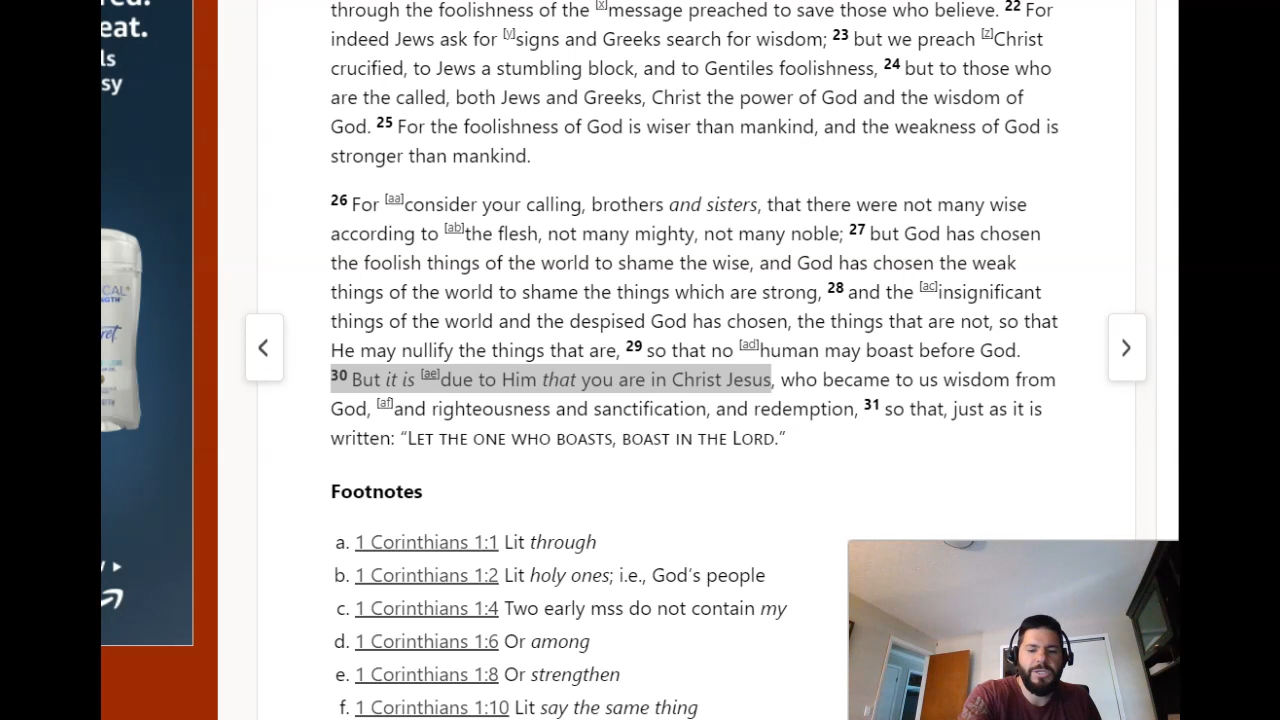 eat.
ls
sy
CAL
through the foolishness of the [x]message preached to save those who believe. 22 For
indeed Jews ask for [y]signs and Greeks search for wisdom; 23 but we preach [z]Christ
crucified, to Jews a stumbling block, and to Gentiles foolishness, 24 but to those who
are the called, both Jews and Greeks, Christ the power of God and the wisdom of
God. 25 For the foolishness of God is wiser than mankind, and the weakness of God is
stronger than mankind.
26 For [aa]consider your calling, brothers and sisters, that there were not many wise
according to [ab]the flesh, not many mighty, not many noble; 27 but God has chosen
the foolish things of the world to shame the wise, and God has chosen the weak
things of the world to shame the things which are strong, 28 and the [ac]insignificant
things of the world and the despised God has chosen, the things that are not, so that
He may nullify the things that are, 29 so that no [ad]human may boast before God.
30 But it is [ae]due to Him that you are in Christ Jesus, who became to us wisdom from
God, [af]and righteousness and sanctification, and redemption, 31 so that, just as it is
written: “LET THE ONE WHO BOASTS, BOAST IN THE LORD.”
Footnotes
a. 1 Corinthians 1:1 Lit through
b. 1 Corinthians 1:2 Lit holy ones; i.e., God’s people
c. 1 Corinthians 1:4 Two early mss do not contain my
d. 1 Corinthians 1:6 Or among
e. 1 Corinthians 1:8 Or strengthen
f. 1 Corinthians 1:10 Lit say the same thing